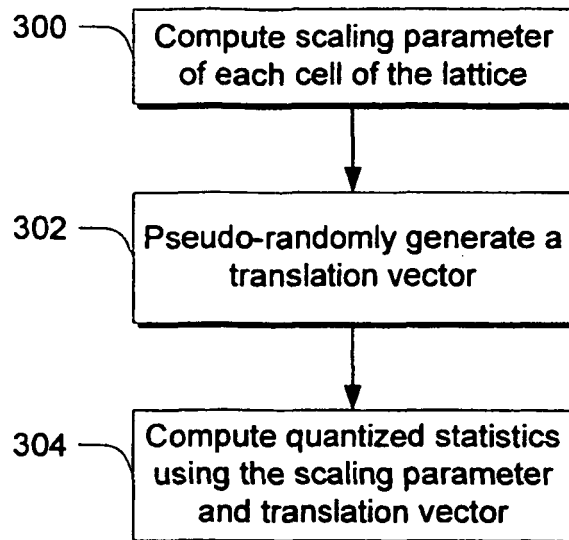 300
Compute scaling parameter
of each cell of the lattice
302
Pseudo-randomly generate a
translation vector
304
Compute quantized statistics
using the scaling parameter
and translation vector